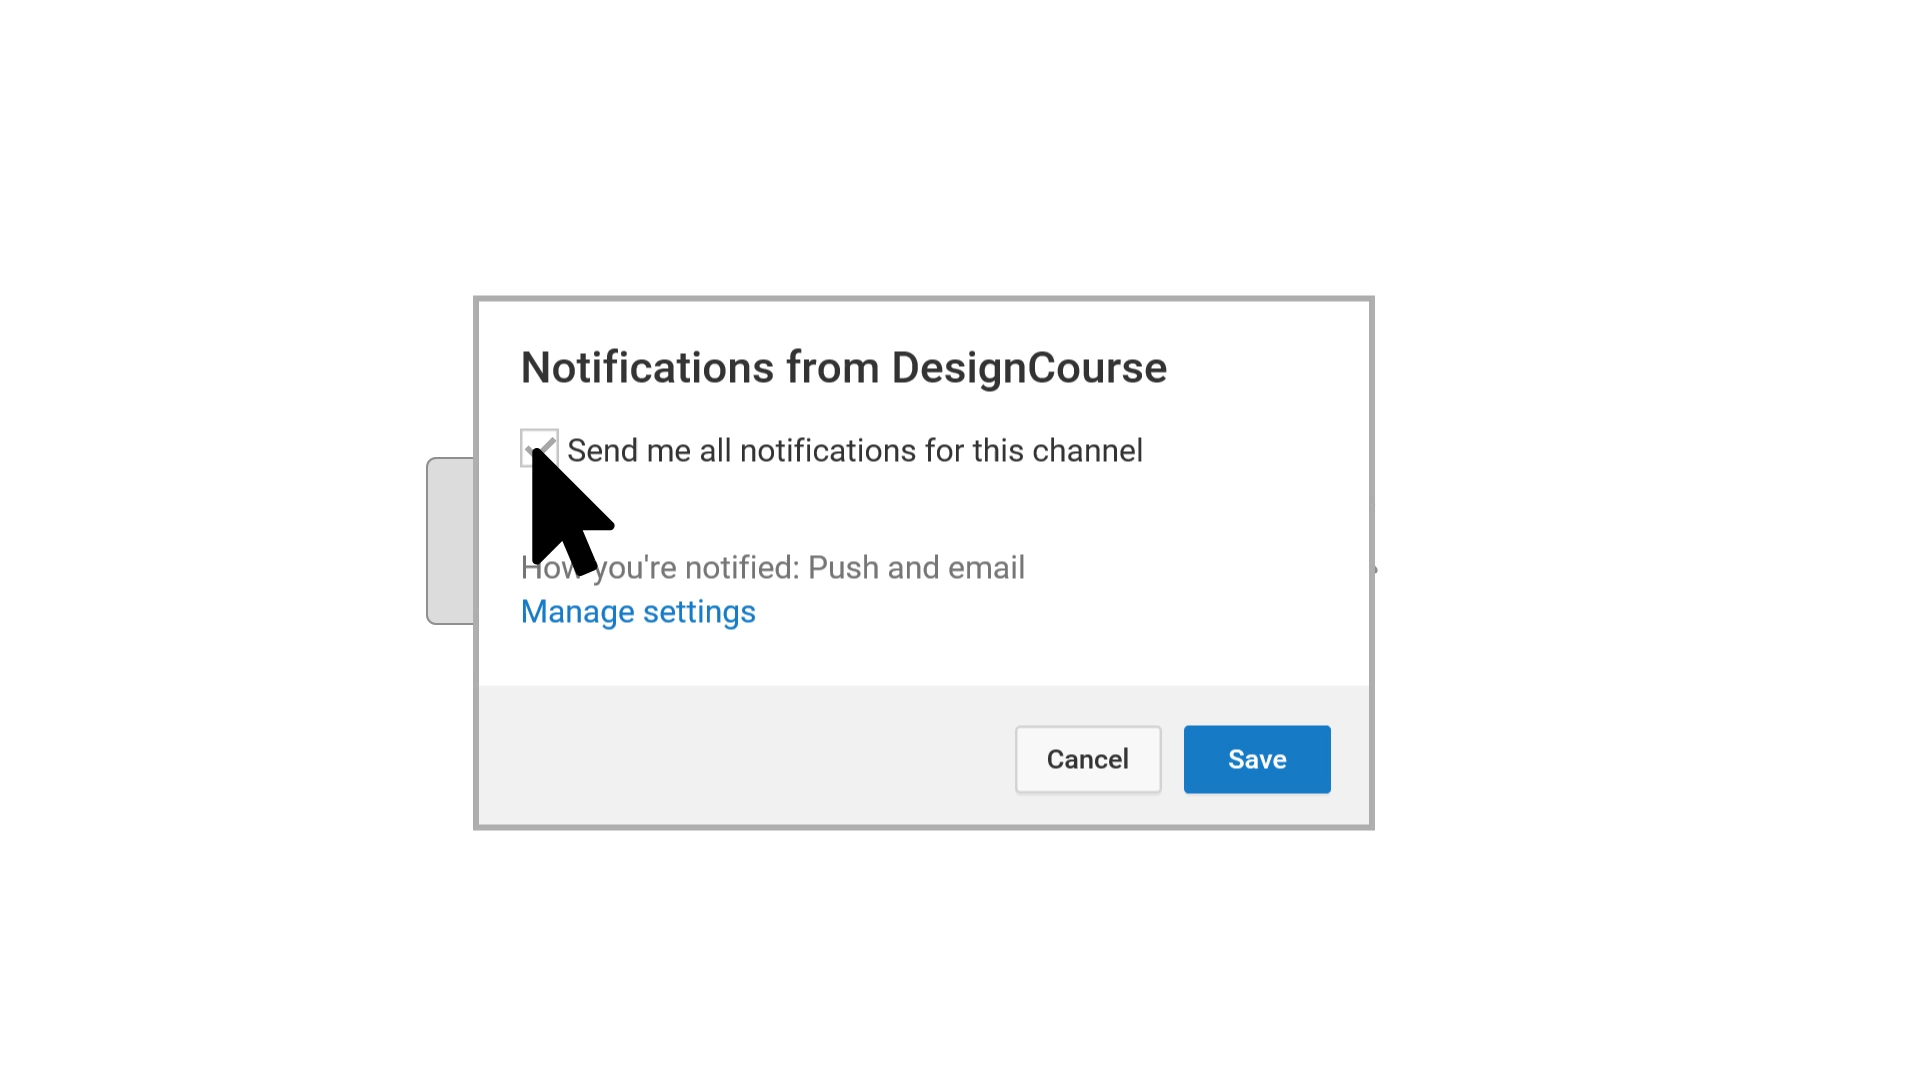 Notifications from DesignCourse
Send me all notifications for this channel
How you're notified: Push and email
Manage settings
Cancel
Save